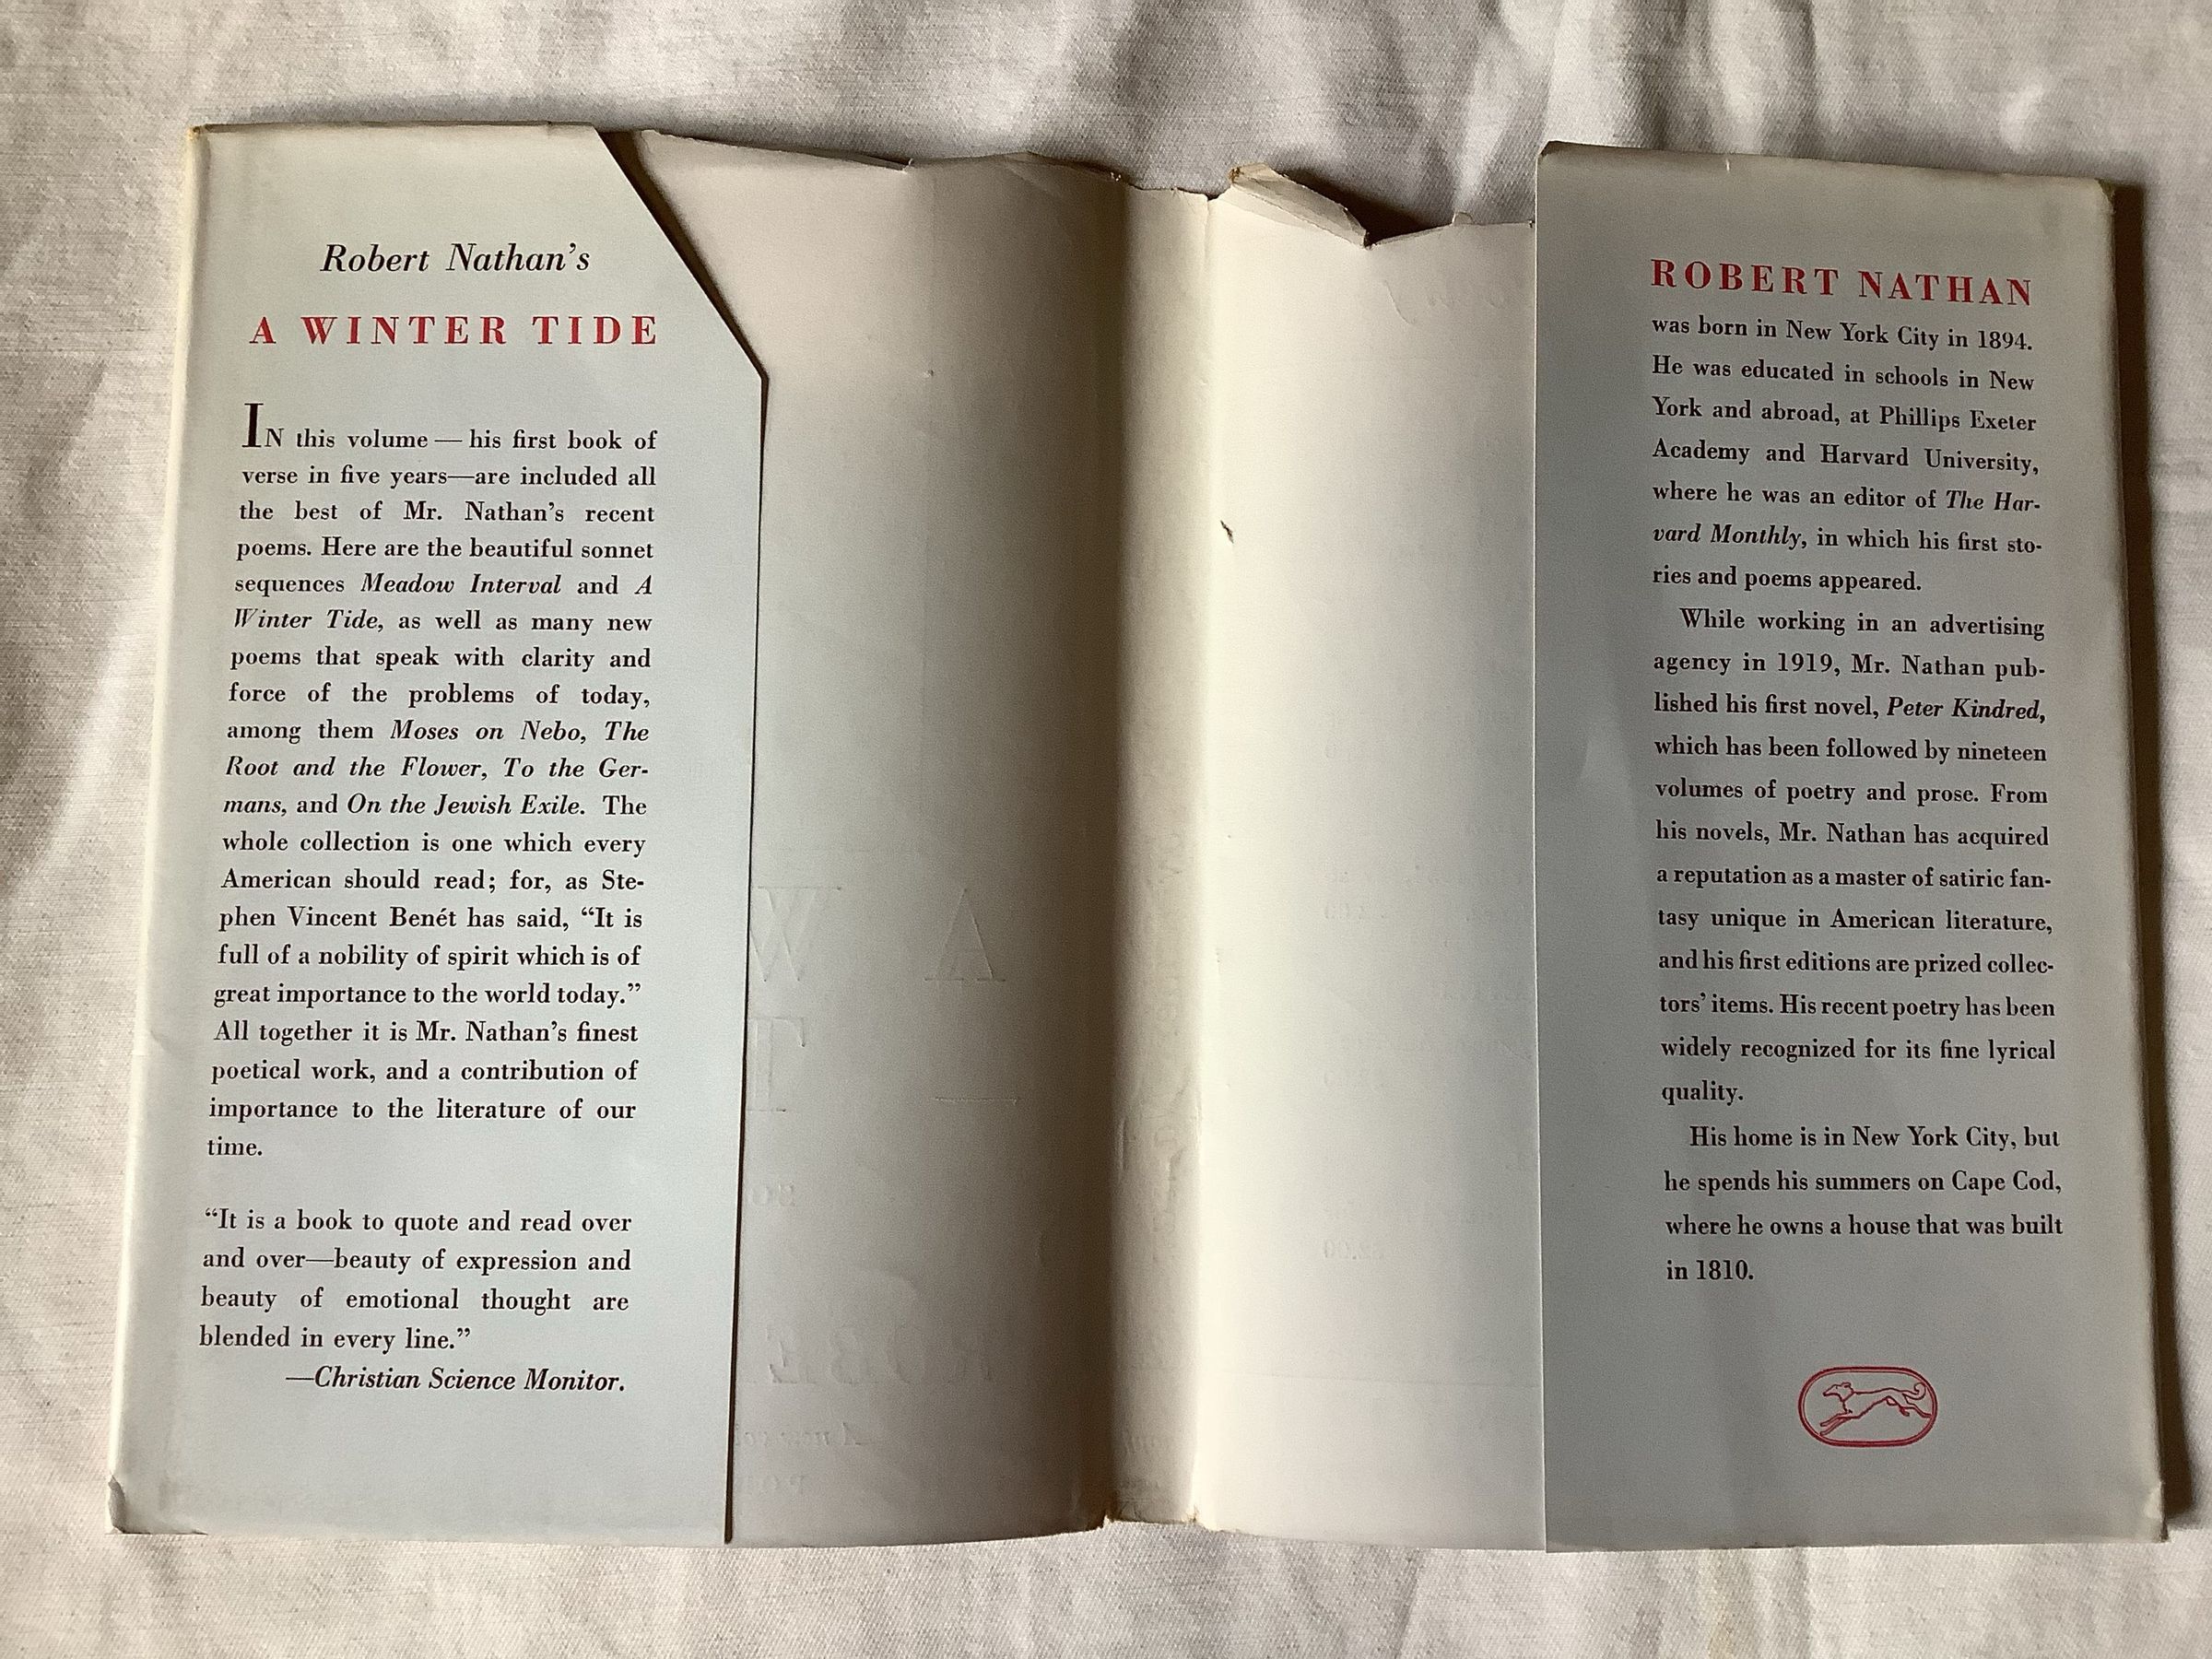 Robert Nathan's
A WINTER TIDE
IN this volume — his first book of
verse in five years—are included all
the best of Mr. Nathan's recent
poems. Here are the beautiful sonnet
sequences Meadow Interval and A
Winter Tide, as well as many new
poems that speak with clarity and
force of the problems of today,
among them Moses on Nebo, The
Root and the Flower, To the Ger-
mans, and On the Jewish Exile. The
whole collection is one which every
American should read; for, as Ste-
phen Vincent Benét has said, “It is
full of a nobility of spirit which is of
great importance to the world today.”
All together it is Mr. Nathan's finest
poetical work, and a contribution of
importance to the literature of our
time.
“It is a book to quote and read over
and over—beauty of expression and
beauty of emotional thought are
blended in every line.”
—Christian Science Monitor.
ROBERT NATHAN
was born in New York City in 1894.
He was educated in schools in New
York and abroad, at Phillips Exeter
Academy and Harvard University,
where he was an editor of The Har-
vard Monthly, in which his first sto-
ries and poems appeared.
While working in an advertising
agency in 1919, Mr. Nathan pub-
lished his first novel, Peter Kindred,
which has been followed by nineteen
volumes of poetry and prose. From
his novels, Mr. Nathan has acquired
a reputation as a master of satiric fan-
tasy unique in American literature,
and his first editions are prized collec-
tors' items. His recent poetry has been
widely recognized for its fine lyrical
quality.
His home is in New York City, but
he spends his summers on Cape Cod,
where he owns a house that was built
in 1810.